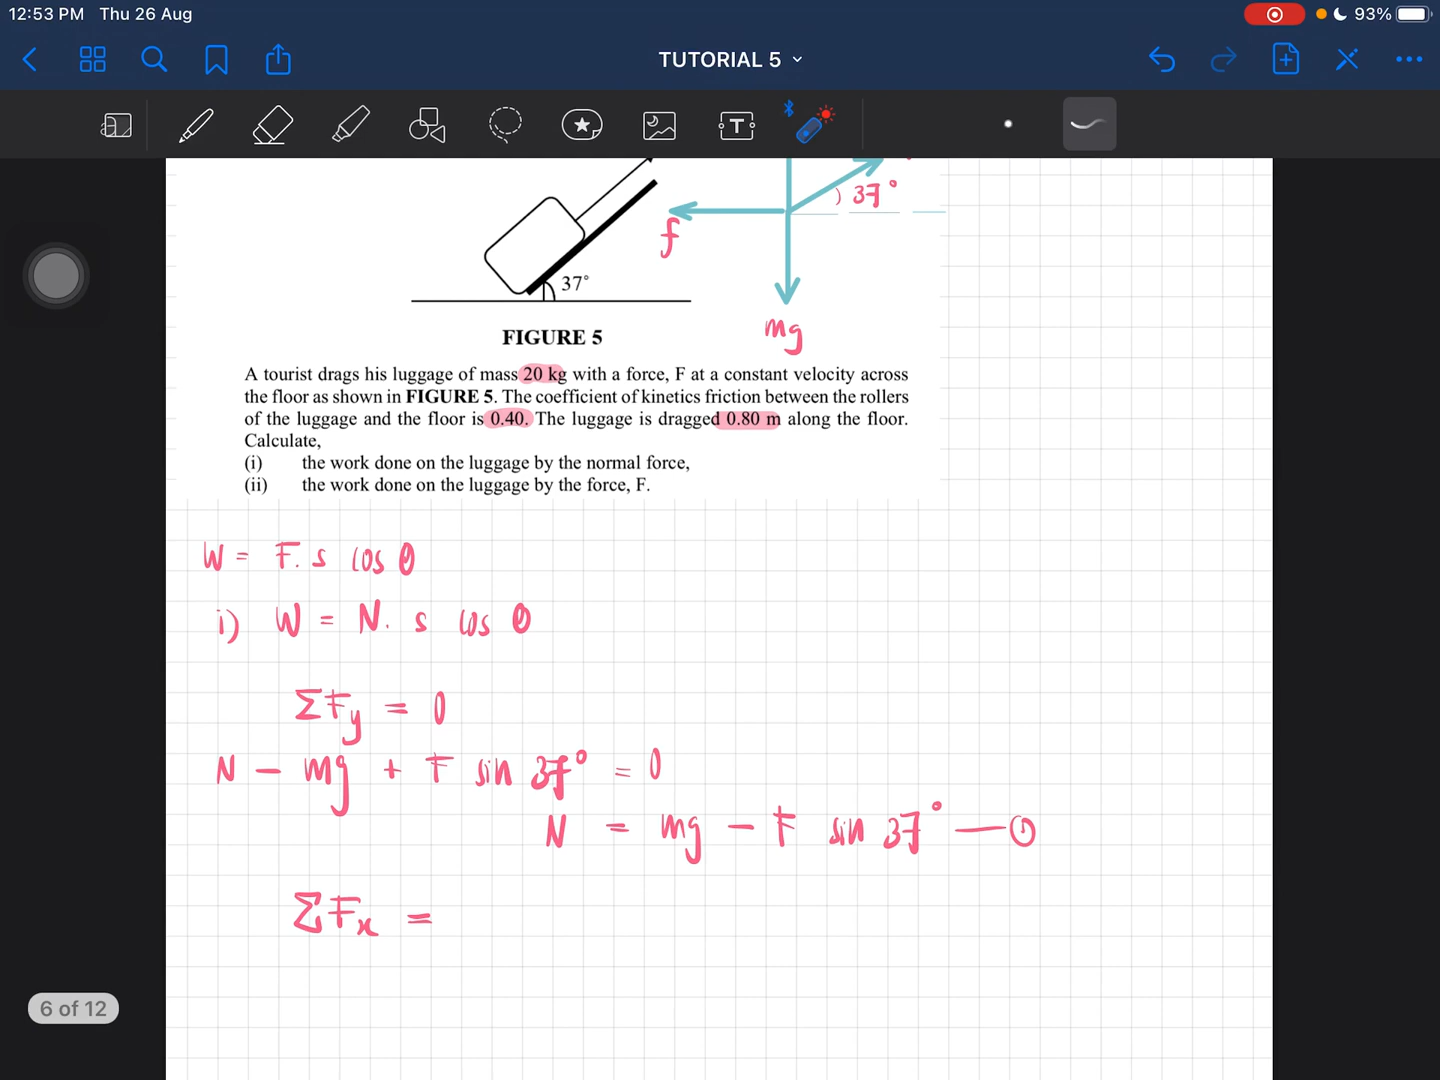 12:53 PM Thu 26 Aug
93%
TUTORIAL 5
T
37°
f
37°
mg
FIGURE 5
A tourist drags his luggage of mass 20 kg with a force, F at a constant velocity across
the floor as shown in FIGURE 5. The coefficient of kinetics friction between the rollers
of the luggage and the floor is 0.40. The luggage is dragged 0.80 m along the floor.
Calculate,
(i) the work done on the luggage by the normal force,
(ii) the work done on the luggage by the force, F.
W = F. s cos θ
i) W = N. s cos θ
ΣFy = 0
N − mg + F sin 37° = 0
N = mg − F sin 37° — ①
ΣFx =
6 of 12